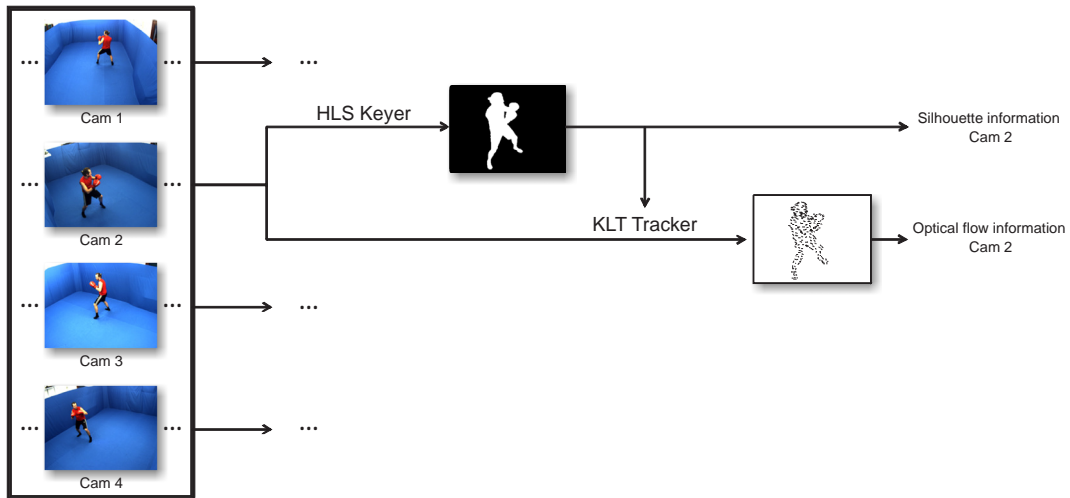 ... ... ...
Cam 1
HLS Keyer
Silhouette information
Cam 2
... ...
Cam 2
KLT Tracker
Optical flow information
Cam 2
... ... ...
Cam 3
... ... ...
Cam 4